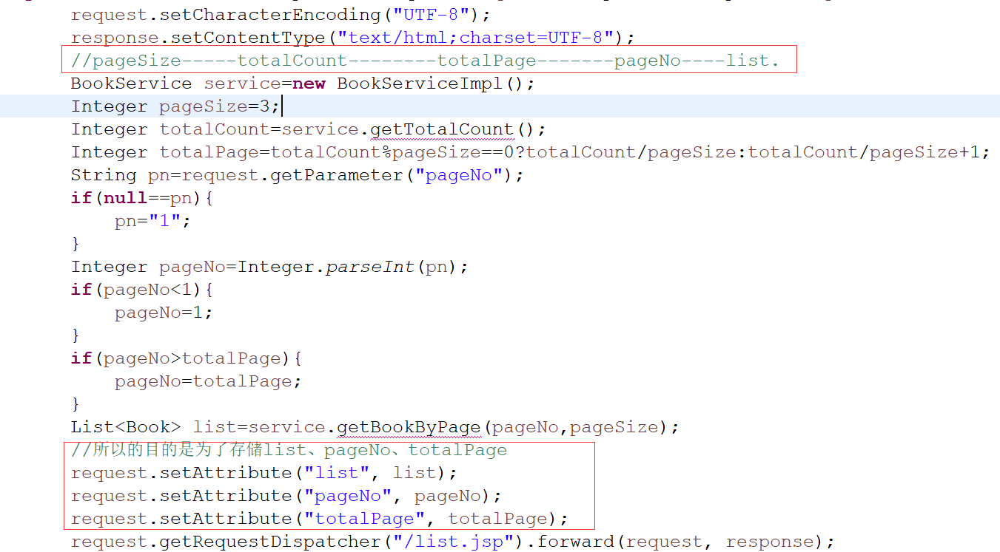 request.setCharacterEncoding("UTF-8");
response.setContentType("text/html;charset=UTF-8");
//pageSize-----totalCount--------totalPage-------pageNo----list.
BookService service=new BookServiceImpl();
Integer pageSize=3;
Integer totalCount=service.getTotalCount();
Integer totalPage=totalCount%pageSize==0?totalCount/pageSize:totalCount/pageSize+1;
String pn=request.getParameter("pageNo");
if(null==pn){
    pn="1";
}
Integer pageNo=Integer.parseInt(pn);
if(pageNo<1){
    pageNo=1;
}
if(pageNo>totalPage){
    pageNo=totalPage;
}
List<Book> list=service.getBookByPage(pageNo,pageSize);
//所以的目的是为了存储list、pageNo、totalPage
request.setAttribute("list", list);
request.setAttribute("pageNo", pageNo);
request.setAttribute("totalPage", totalPage);
request.getRequestDispatcher("/list.jsp").forward(request, response);